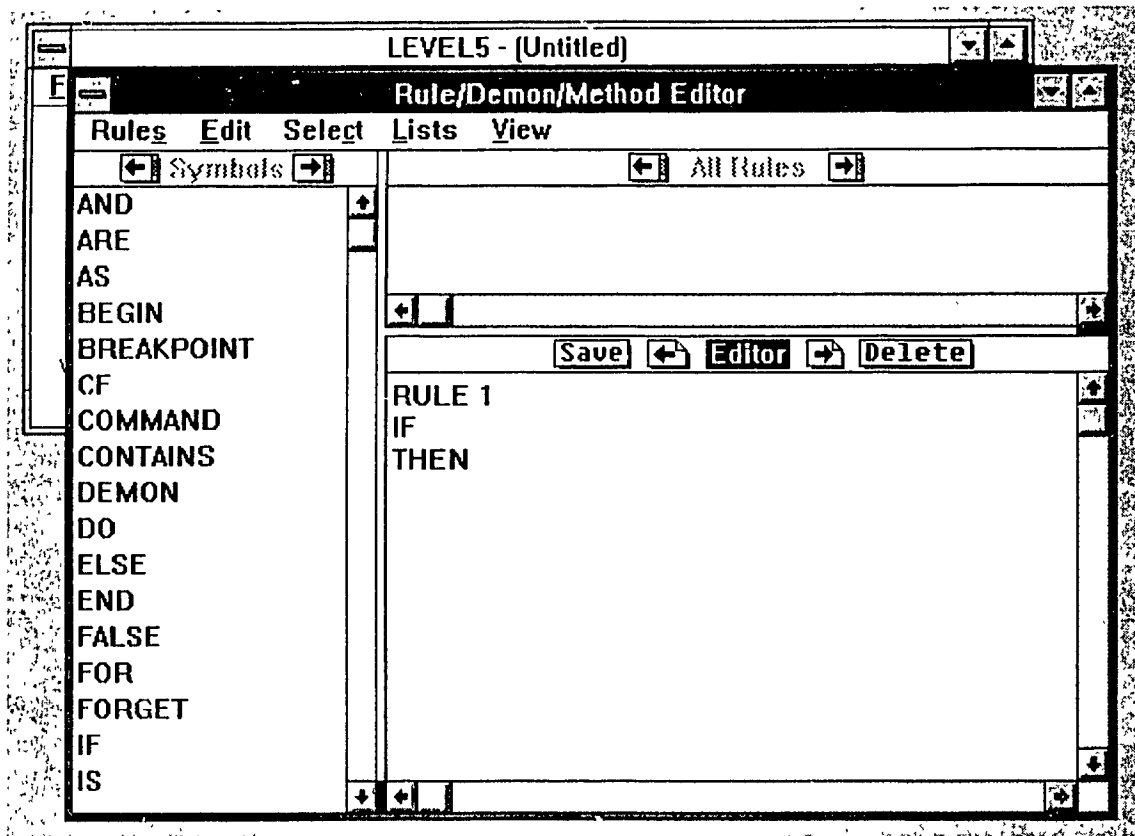 LEVEL5 - (Untitled)
F
Rule/Demon/Method Editor
Rules Edit Select Lists View
Symbols
All Rules
AND
ARE
AS
BEGIN
BREAKPOINT
CF
COMMAND
CONTAINS
DEMON
DO
ELSE
END
FALSE
FOR
FORGET
IF
IS
Save Editor Delete
RULE 1
IF
THEN